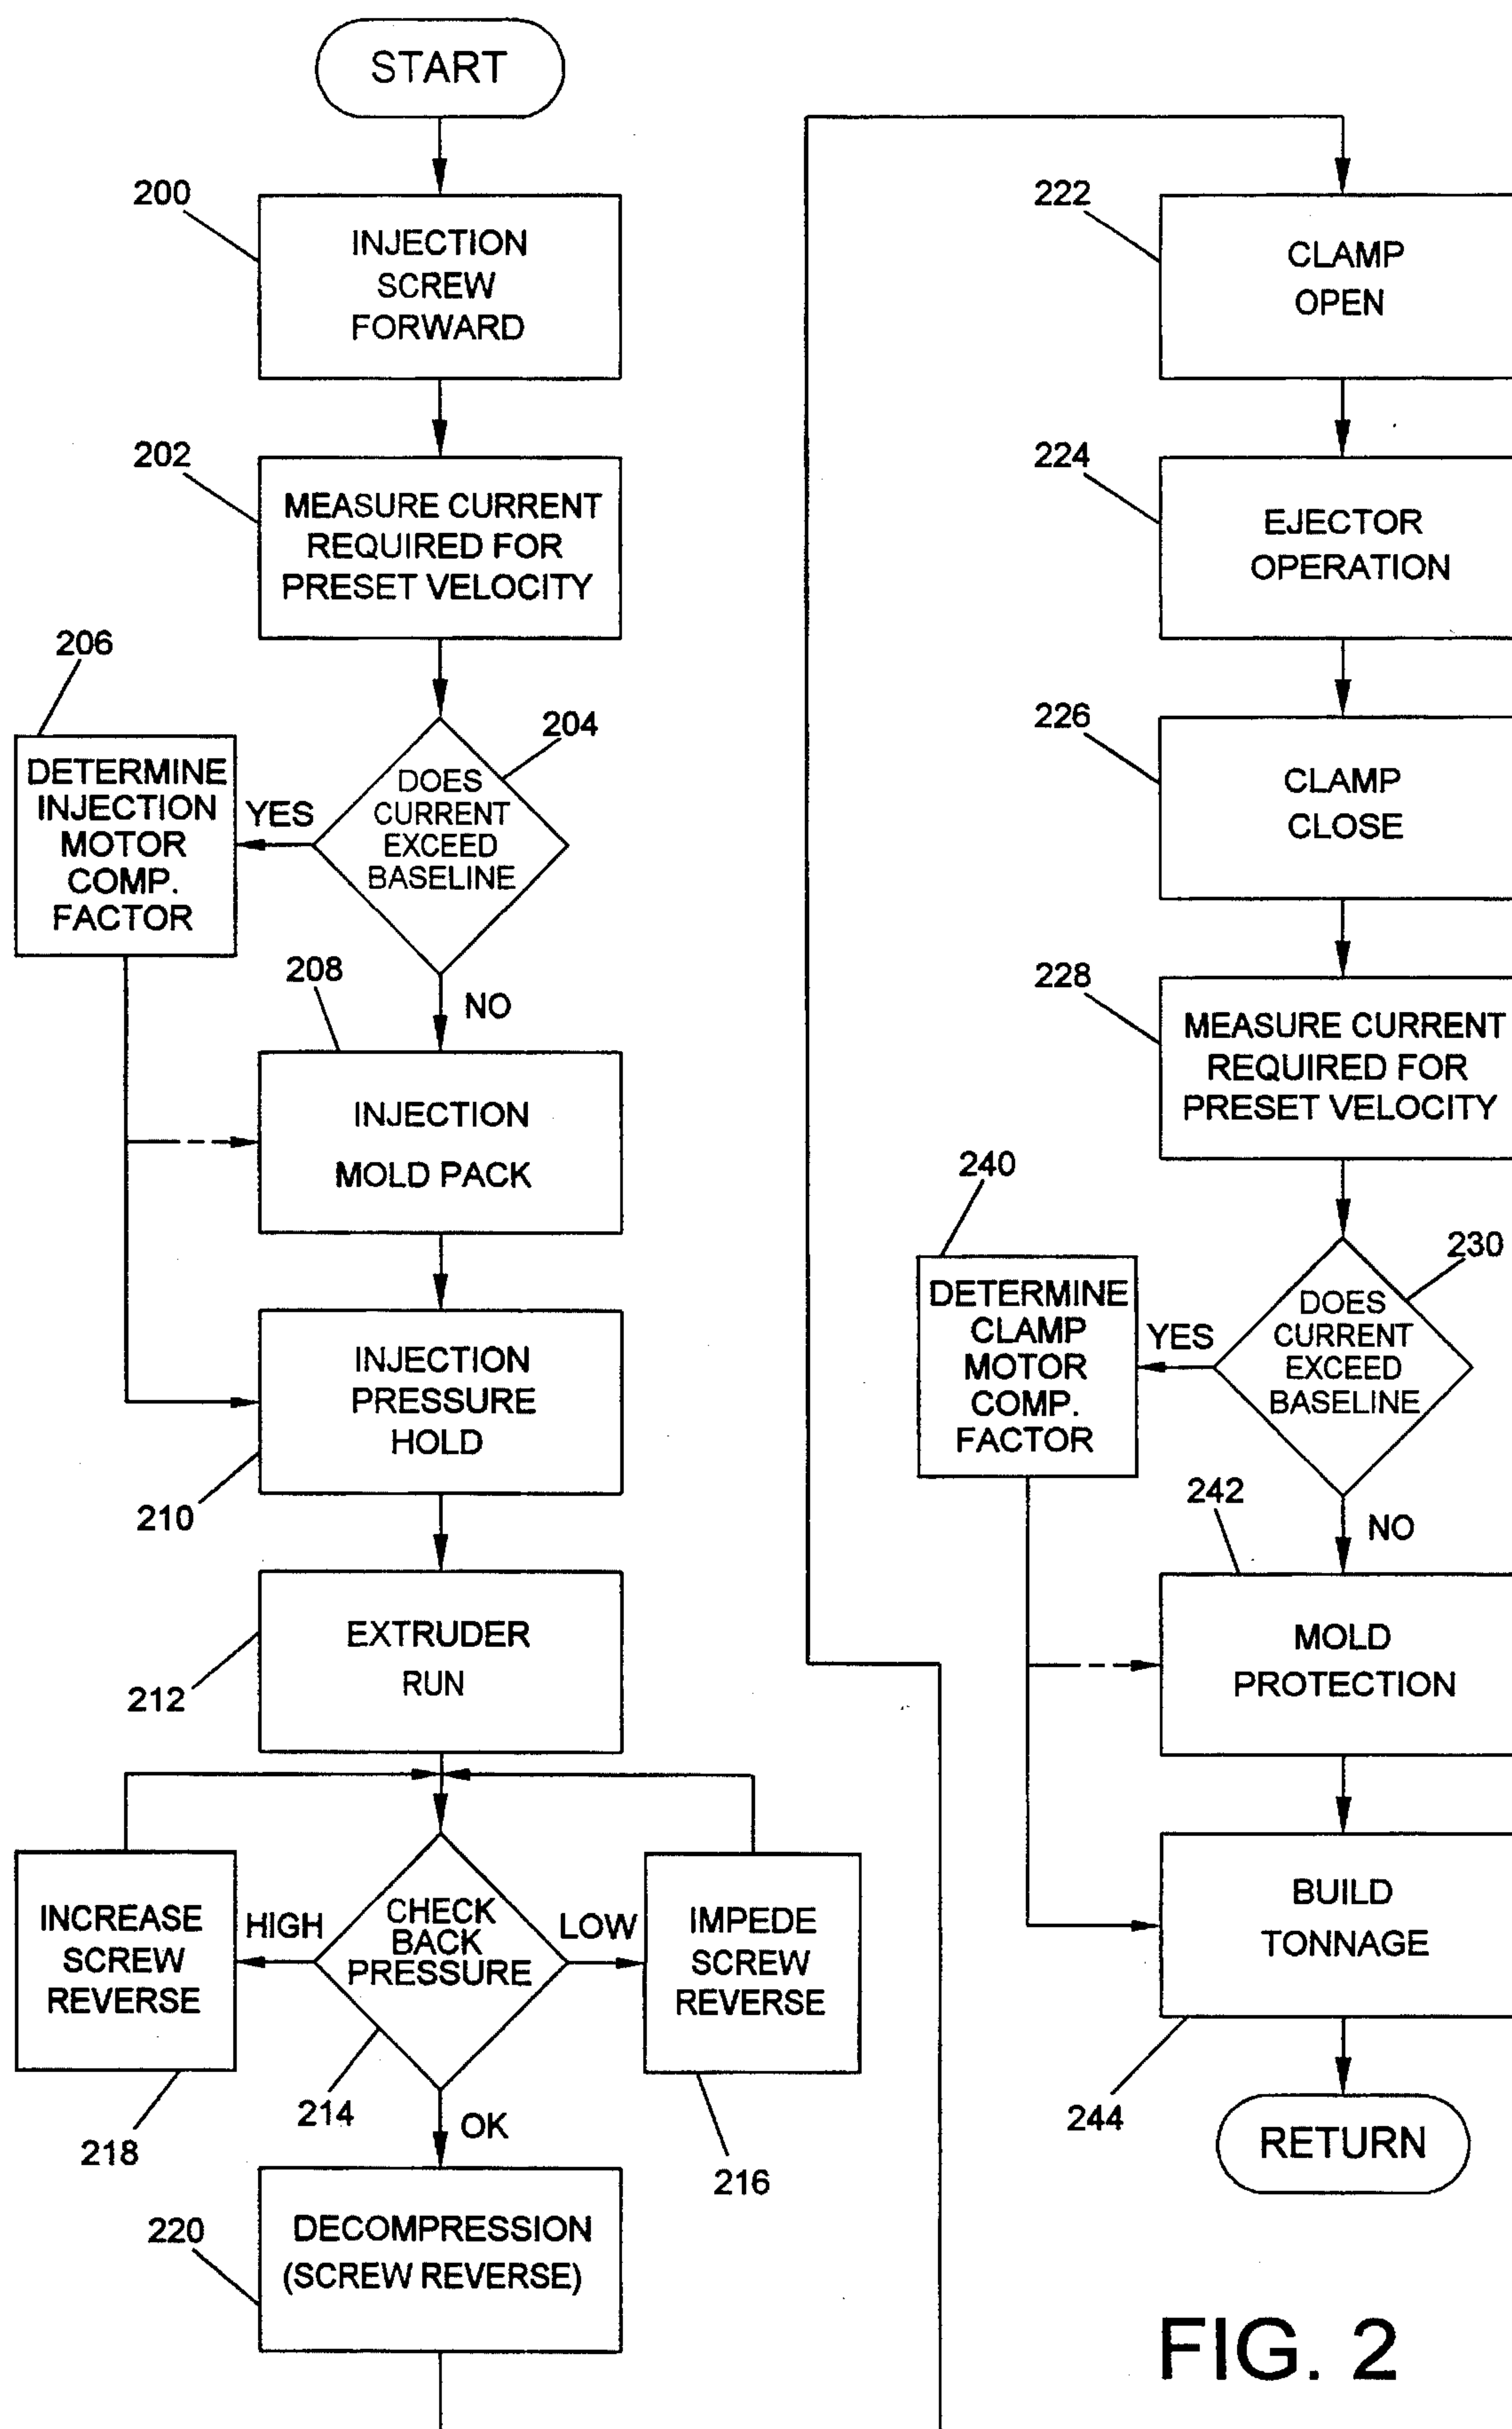 START
200
INJECTION
SCREW
FORWARD
202
MEASURE CURRENT
REQUIRED FOR
PRESET VELOCITY
204
DOES
CURRENT
EXCEED
BASELINE
YES
206
DETERMINE
INJECTION
MOTOR
COMP.
FACTOR
NO
208
INJECTION
MOLD PACK
INJECTION
PRESSURE
HOLD
210
EXTRUDER
RUN
212
CHECK
BACK
PRESSURE
214
HIGH
INCREASE
SCREW
REVERSE
218
LOW
IMPEDE
SCREW
REVERSE
216
OK
220
DECOMPRESSION
(SCREW REVERSE)
222
CLAMP
OPEN
224
EJECTOR
OPERATION
226
CLAMP
CLOSE
228
MEASURE CURRENT
REQUIRED FOR
PRESET VELOCITY
230
DOES
CURRENT
EXCEED
BASELINE
YES
240
DETERMINE
CLAMP
MOTOR
COMP.
FACTOR
NO
242
MOLD
PROTECTION
BUILD
TONNAGE
244
RETURN
FIG. 2